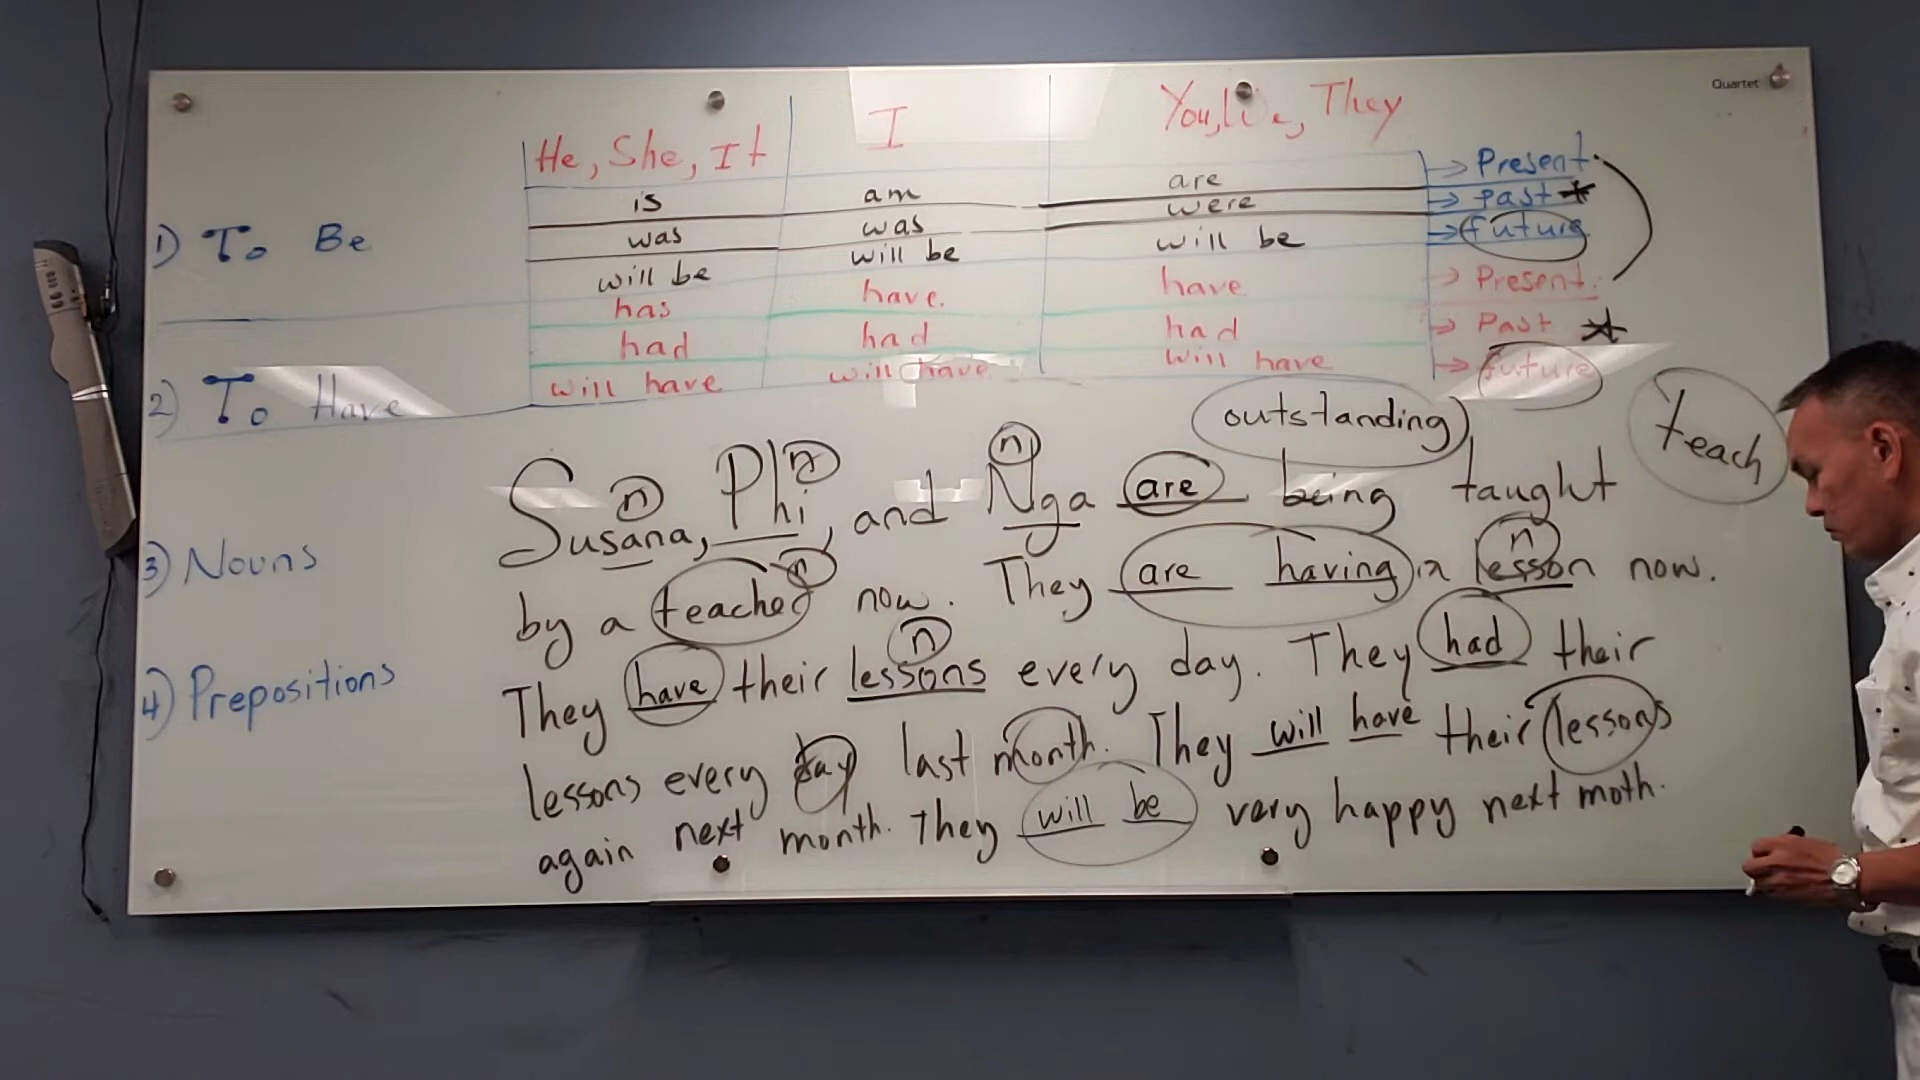 Quartet
He, She, It I You, We, They
is am are → Present
was was were → Past *
1) To Be
will be will be will be → future
has have. have → Present.
had had had → Past *
will have will have will have → future
2) To Have
outstanding
teach
n n n
Susana, Phi, and Nga are being taught
3) Nouns
n n
by a teacher now. They are having a lesson now.
n
4) Prepositions
They have their lessons every day. They had their
lessons every day last month. They will have their lessons
again next month. They will be very happy next moth.